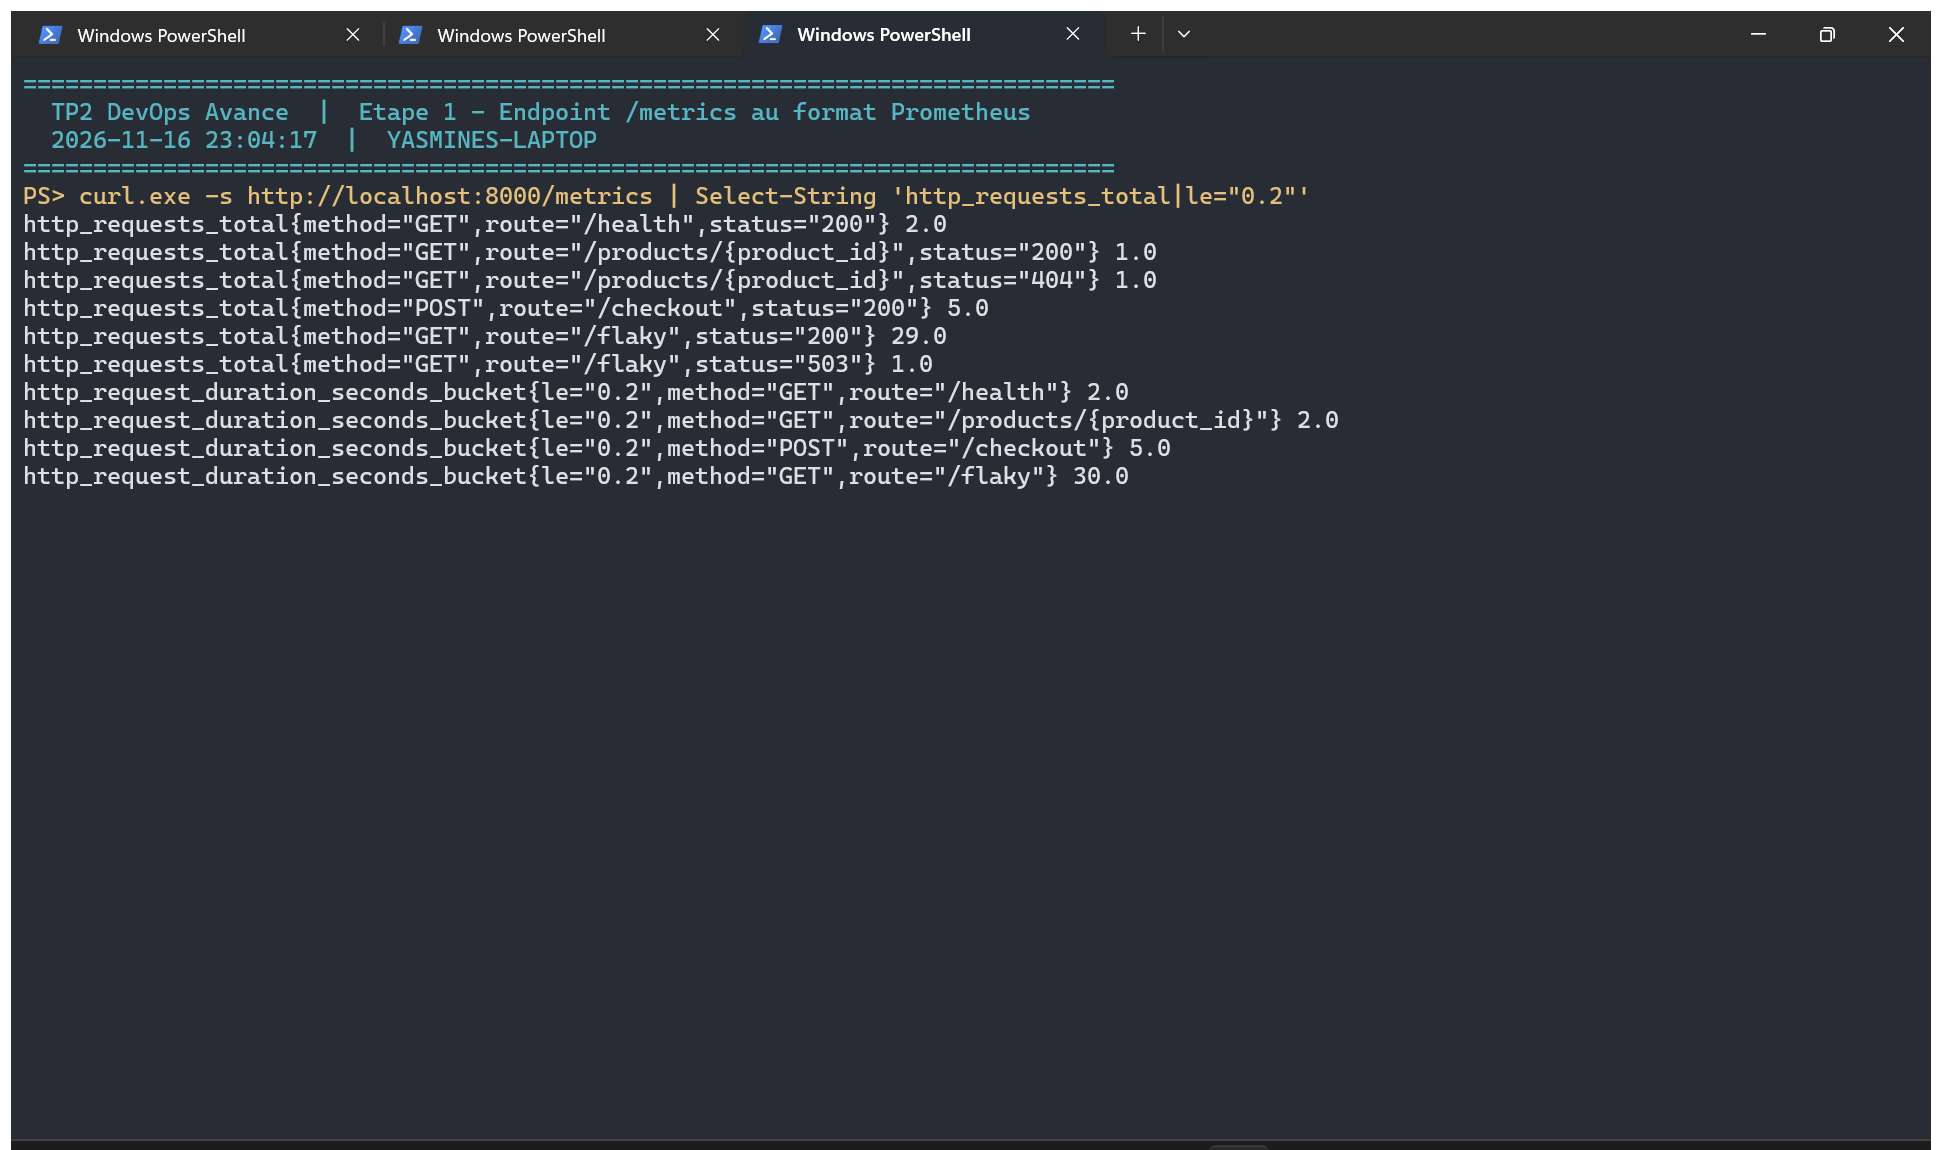 Windows PowerShell
Windows PowerShell
Windows PowerShell
==============================================================================
TP2 DevOps Avance | Etape 1 - Endpoint /metrics au format Prometheus
2026-11-16 23:04:17 | YASMINES-LAPTOP
==============================================================================
PS> curl.exe -s http://localhost:8000/metrics | Select-String 'http_requests_total|le="0.2"'
http_requests_total{method="GET",route="/health",status="200"} 2.0
http_requests_total{method="GET",route="/products/{product_id}",status="200"} 1.0
http_requests_total{method="GET",route="/products/{product_id}",status="404"} 1.0
http_requests_total{method="POST",route="/checkout",status="200"} 5.0
http_requests_total{method="GET",route="/flaky",status="200"} 29.0
http_requests_total{method="GET",route="/flaky",status="503"} 1.0
http_request_duration_seconds_bucket{le="0.2",method="GET",route="/health"} 2.0
http_request_duration_seconds_bucket{le="0.2",method="GET",route="/products/{product_id}"} 2.0
http_request_duration_seconds_bucket{le="0.2",method="POST",route="/checkout"} 5.0
http_request_duration_seconds_bucket{le="0.2",method="GET",route="/flaky"} 30.0